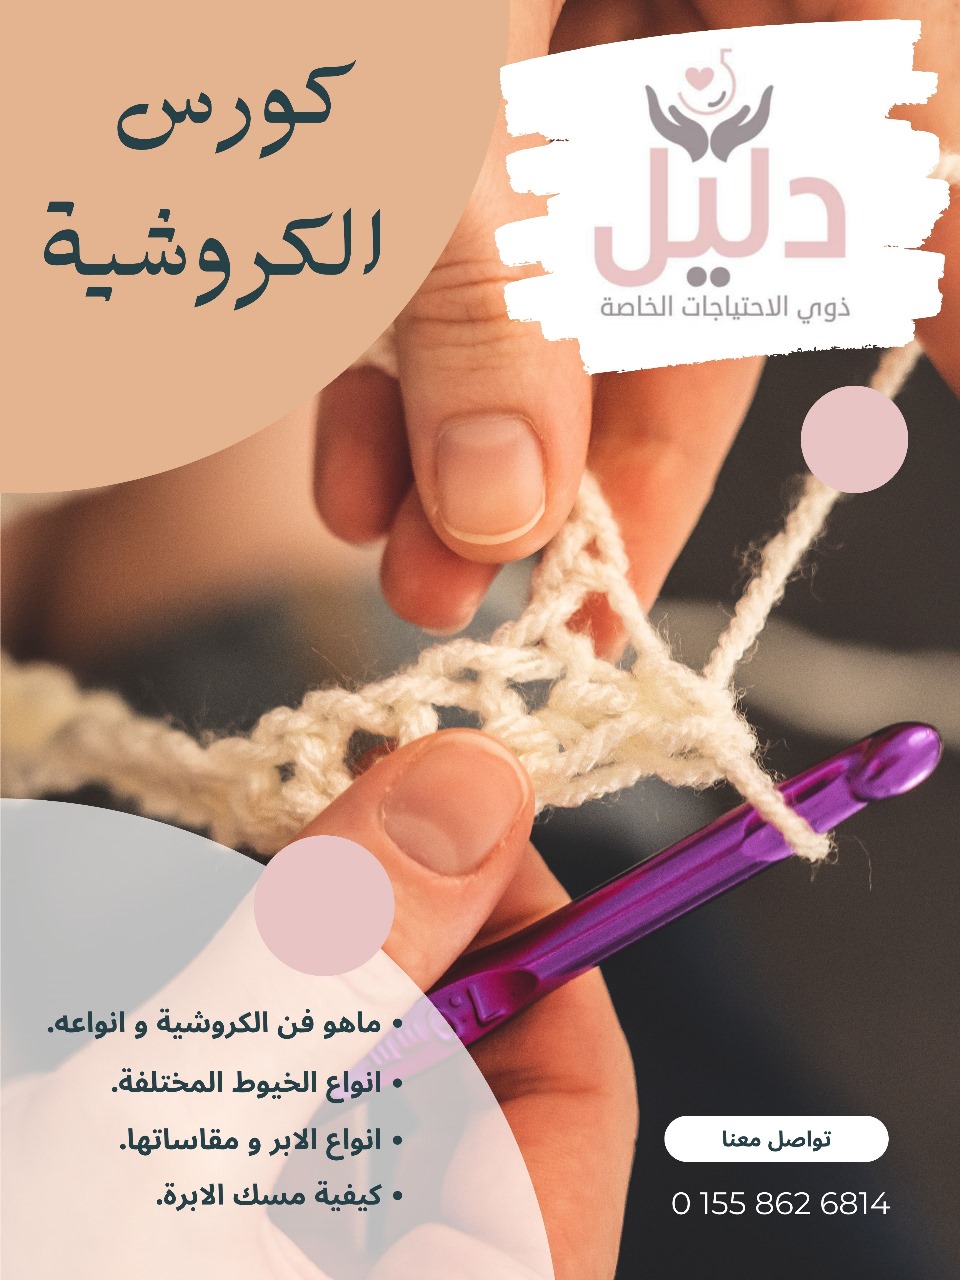 كورس
الكروشية
دليل
ذوي الاحتياجات الخاصة
ماهو فن الكروشية و انواعه.
انواع الخيوط المختلفة.
انواع الابر و مقاساتها.
كيفية مسك الابرة.
تواصل معنا
0 155 862 6814